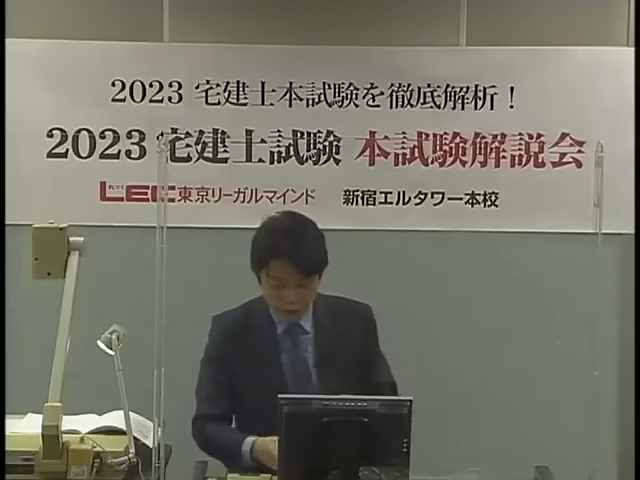 2023 宅建士本試験を徹底解析！
2023 宅建士試験 本試験解説会
LEC東京リーガルマインド 新宿エルタワー本校